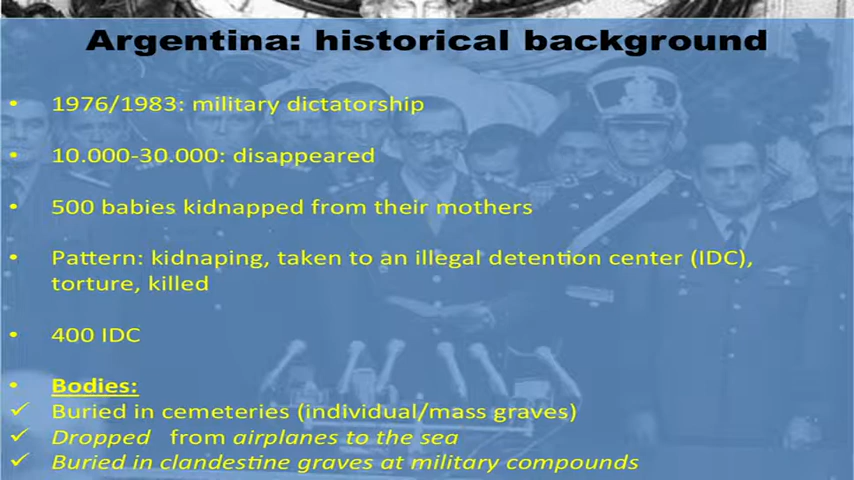 Argentina: historical background
• 1976/1983: military dictatorship
• 10.000-30.000: disappeared
• 500 babies kidnapped from their mothers
• Pattern: kidnaping, taken to an illegal detention center (IDC),
torture, killed
• 400 IDC
• Bodies:
✓ Buried in cemeteries (individual/mass graves)
✓ Dropped from airplanes to the sea
✓ Buried in clandestine graves at military compounds